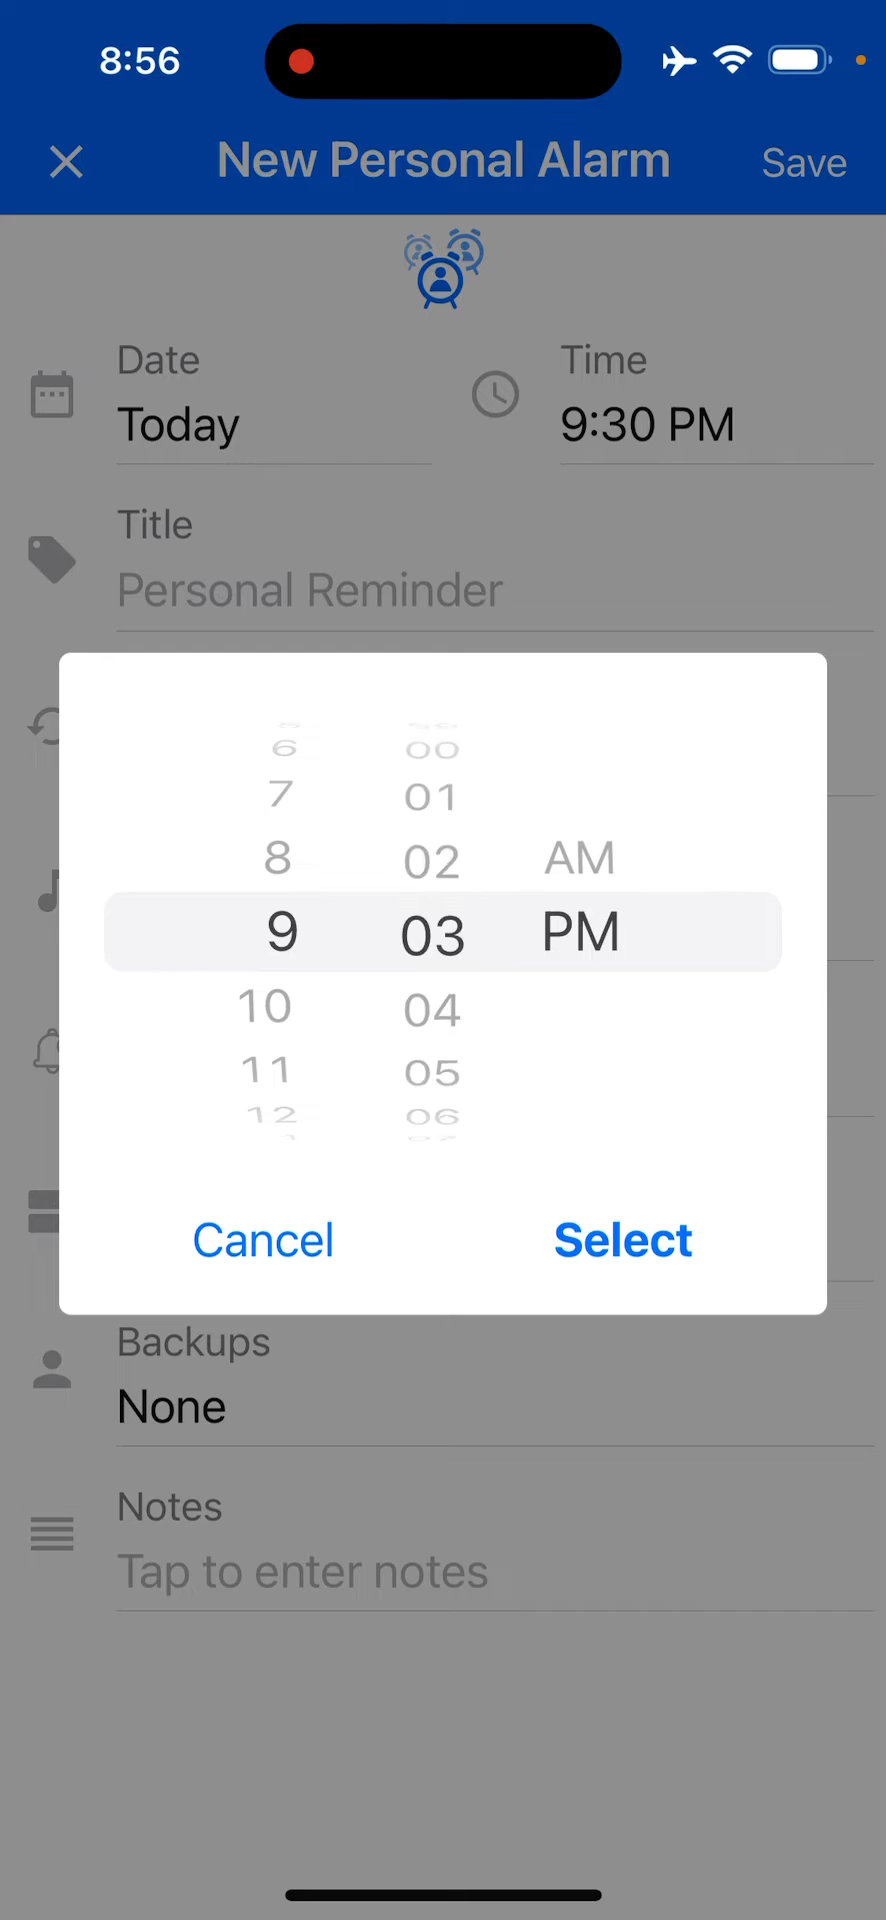 8:56
New Personal Alarm
Save
Date
Time
Today
9:30 PM
Title
Personal Reminder
6 00
7 01
8 02 AM
9 03 PM
10 04
11 05
12 06
Cancel
Select
Backups
None
Notes
Tap to enter notes